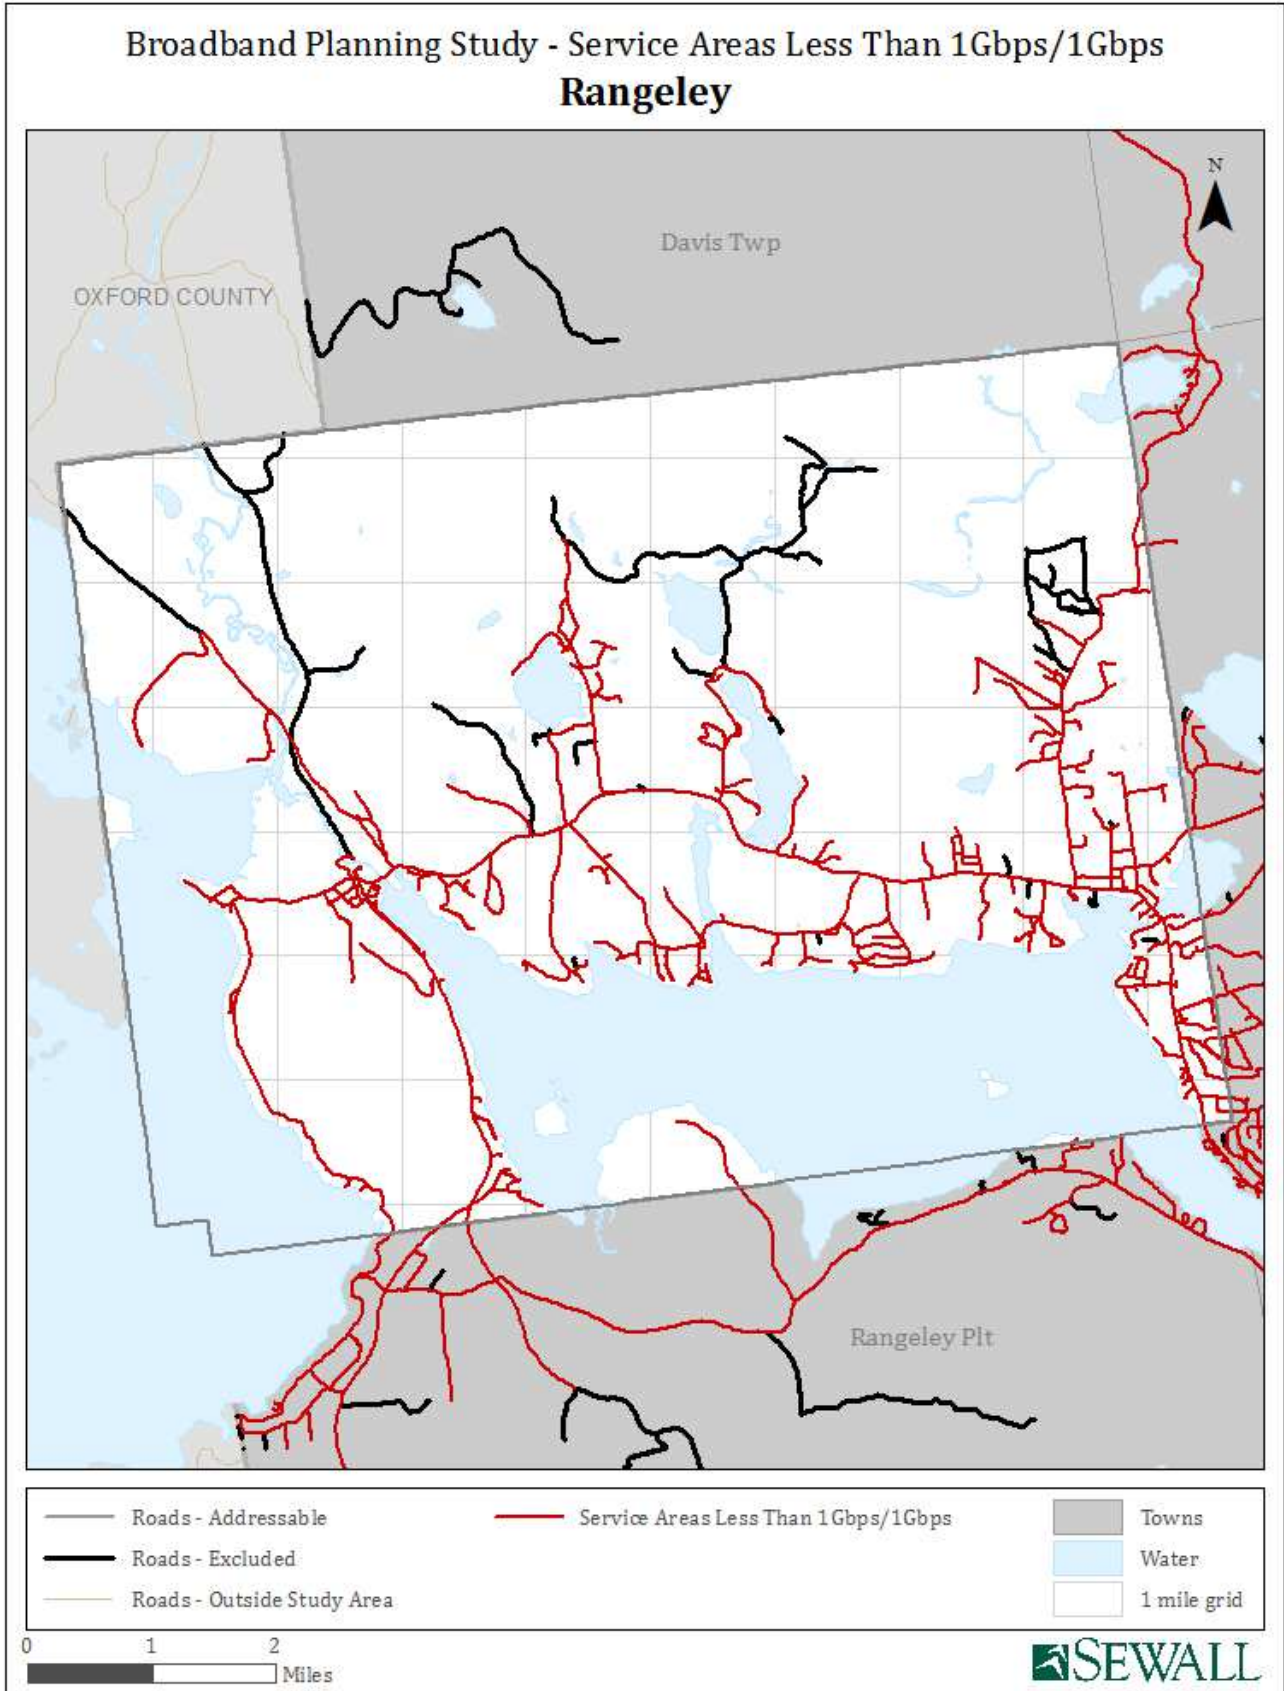 Broadband Planning Study - Service Areas Less Than 1Gbps/1Gbps
Rangeley
N
Davis Twp
OXFORD COUNTY
Rangeley Plt
Roads - Addressable
Service Areas Less Than 1Gbps/1Gbps
Towns
Roads - Excluded
Water
Roads - Outside Study Area
1 mile grid
0 1 2
Miles
SEWALL